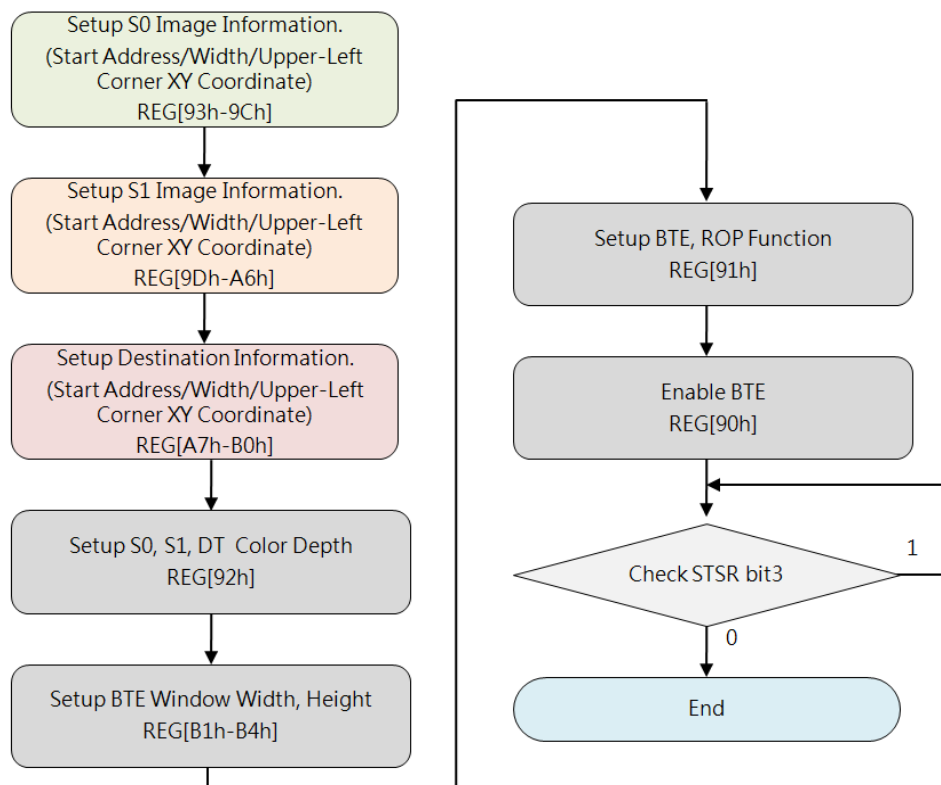 Setup S0 Image Information.
(Start Address/Width/Upper-Left
Corner XY Coordinate)
REG[93h-9Ch]
Setup S1 Image Information.
(Start Address/Width/Upper-Left
Corner XY Coordinate)
REG[9Dh-A6h]
Setup Destination Information.
(Start Address/Width/Upper-Left
Corner XY Coordinate)
REG[A7h-B0h]
Setup S0, S1, DT  Color Depth
REG[92h]
Setup BTE Window Width, Height
REG[B1h-B4h]
Setup BTE, ROP Function
REG[91h]
Enable BTE
REG[90h]
Check STSR bit3
1
0
End